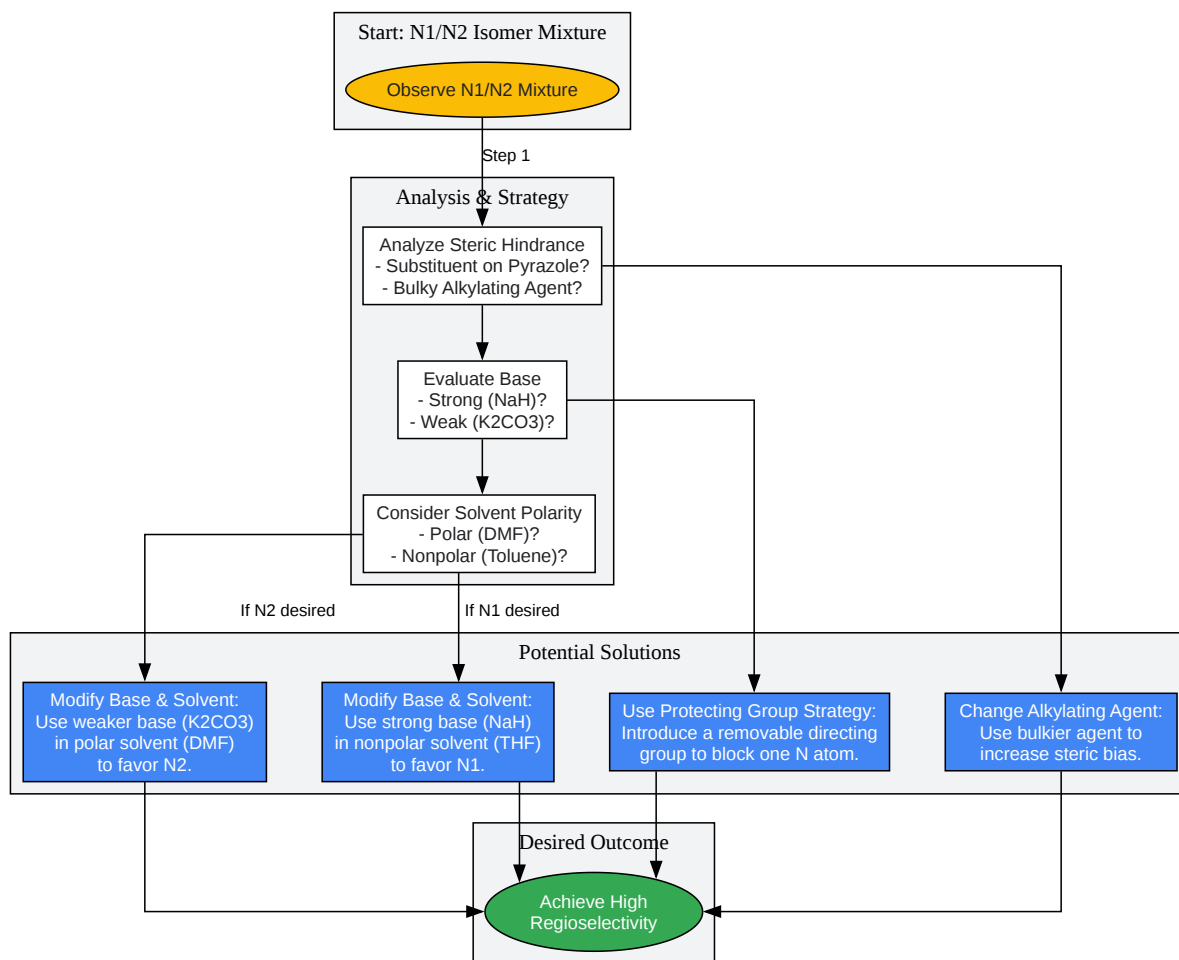 Start: N1/N2 Isomer Mixture
Observe N1/N2 Mixture
Step 1
Analysis & Strategy
Analyze Steric Hindrance
- Substituent on Pyrazole?
- Bulky Alkylating Agent?
Evaluate Base
- Strong (NaH)?
- Weak (K2CO3)?
Consider Solvent Polarity
- Polar (DMF)?
- Nonpolar (Toluene)?
If N2 desired
If N1 desired
Potential Solutions
Modify Base & Solvent:
Use weaker base (K2CO3)
in polar solvent (DMF)
to favor N2.
Modify Base & Solvent:
Use strong base (NaH)
in nonpolar solvent (THF)
to favor N1.
Use Protecting Group Strategy:
Introduce a removable directing
group to block one N atom.
Change Alkylating Agent:
Use bulkier agent to
increase steric bias.
Desired Outcome
Achieve High
Regioselectivity